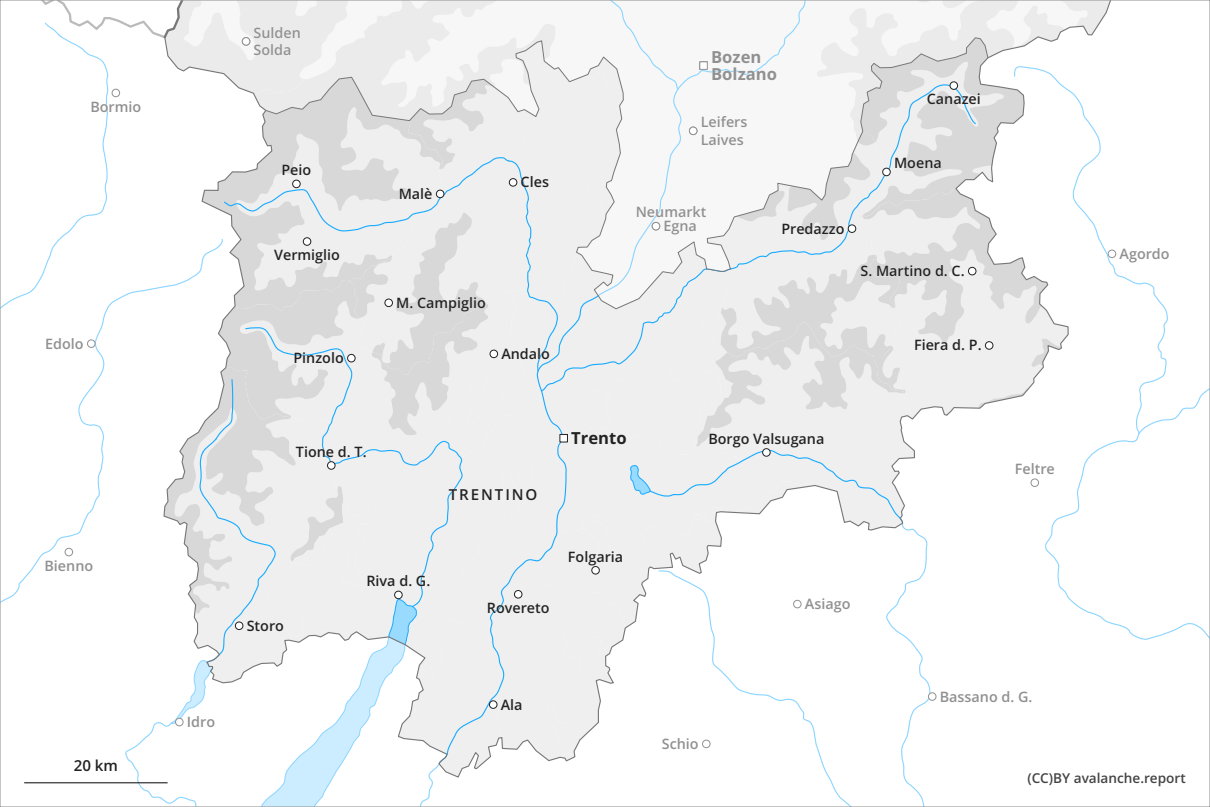 Sulden
Solda
Bozen
Bolzano
Bormio
Canazei
Leifers
Laives
Moena
Peio
Malè
Cles
Neumarkt
Egna
Predazzo
Vermiglio
Agordo
S. Martino d. C.
M. Campiglio
Edolo
Pinzolo
Andalo
Fiera d. P.
Trento
Borgo Valsugana
Tione d. T.
Feltre
TRENTINO
Bienno
Folgaria
Riva d. G.
Rovereto
Asiago
Storo
Bassano d. G.
Ala
Idro
Schio
20 km
(CC)BY avalanche.report